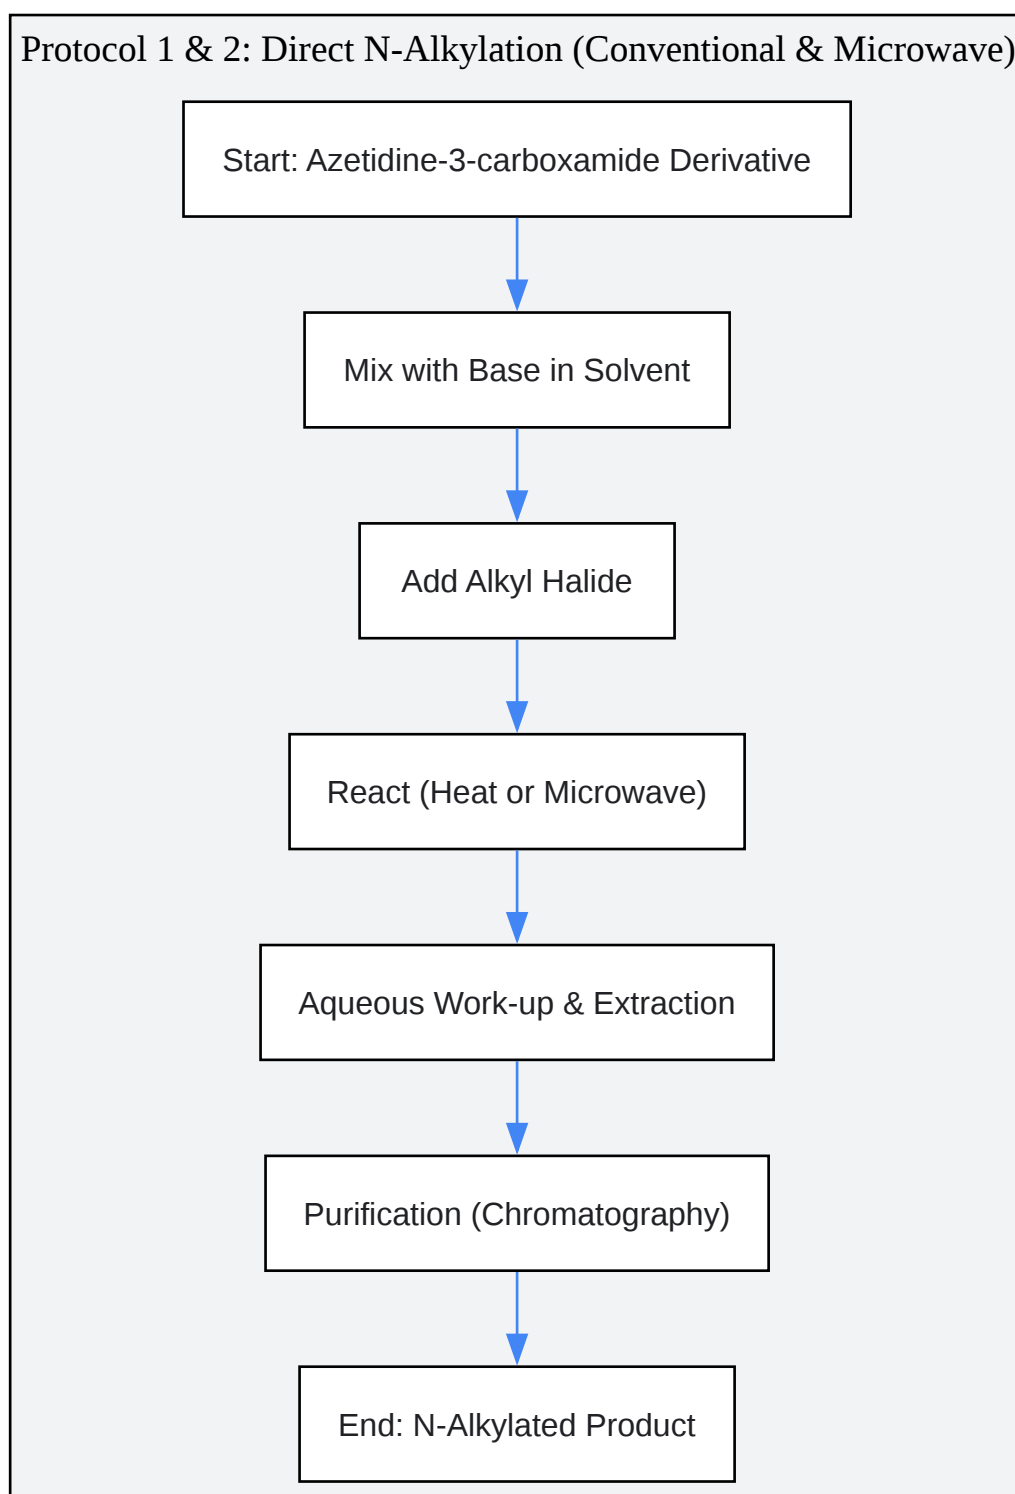 Protocol 1 & 2: Direct N-Alkylation (Conventional & Microwave)
Start: Azetidine-3-carboxamide Derivative
Mix with Base in Solvent
Add Alkyl Halide
React (Heat or Microwave)
Aqueous Work-up & Extraction
Purification (Chromatography)
End: N-Alkylated Product